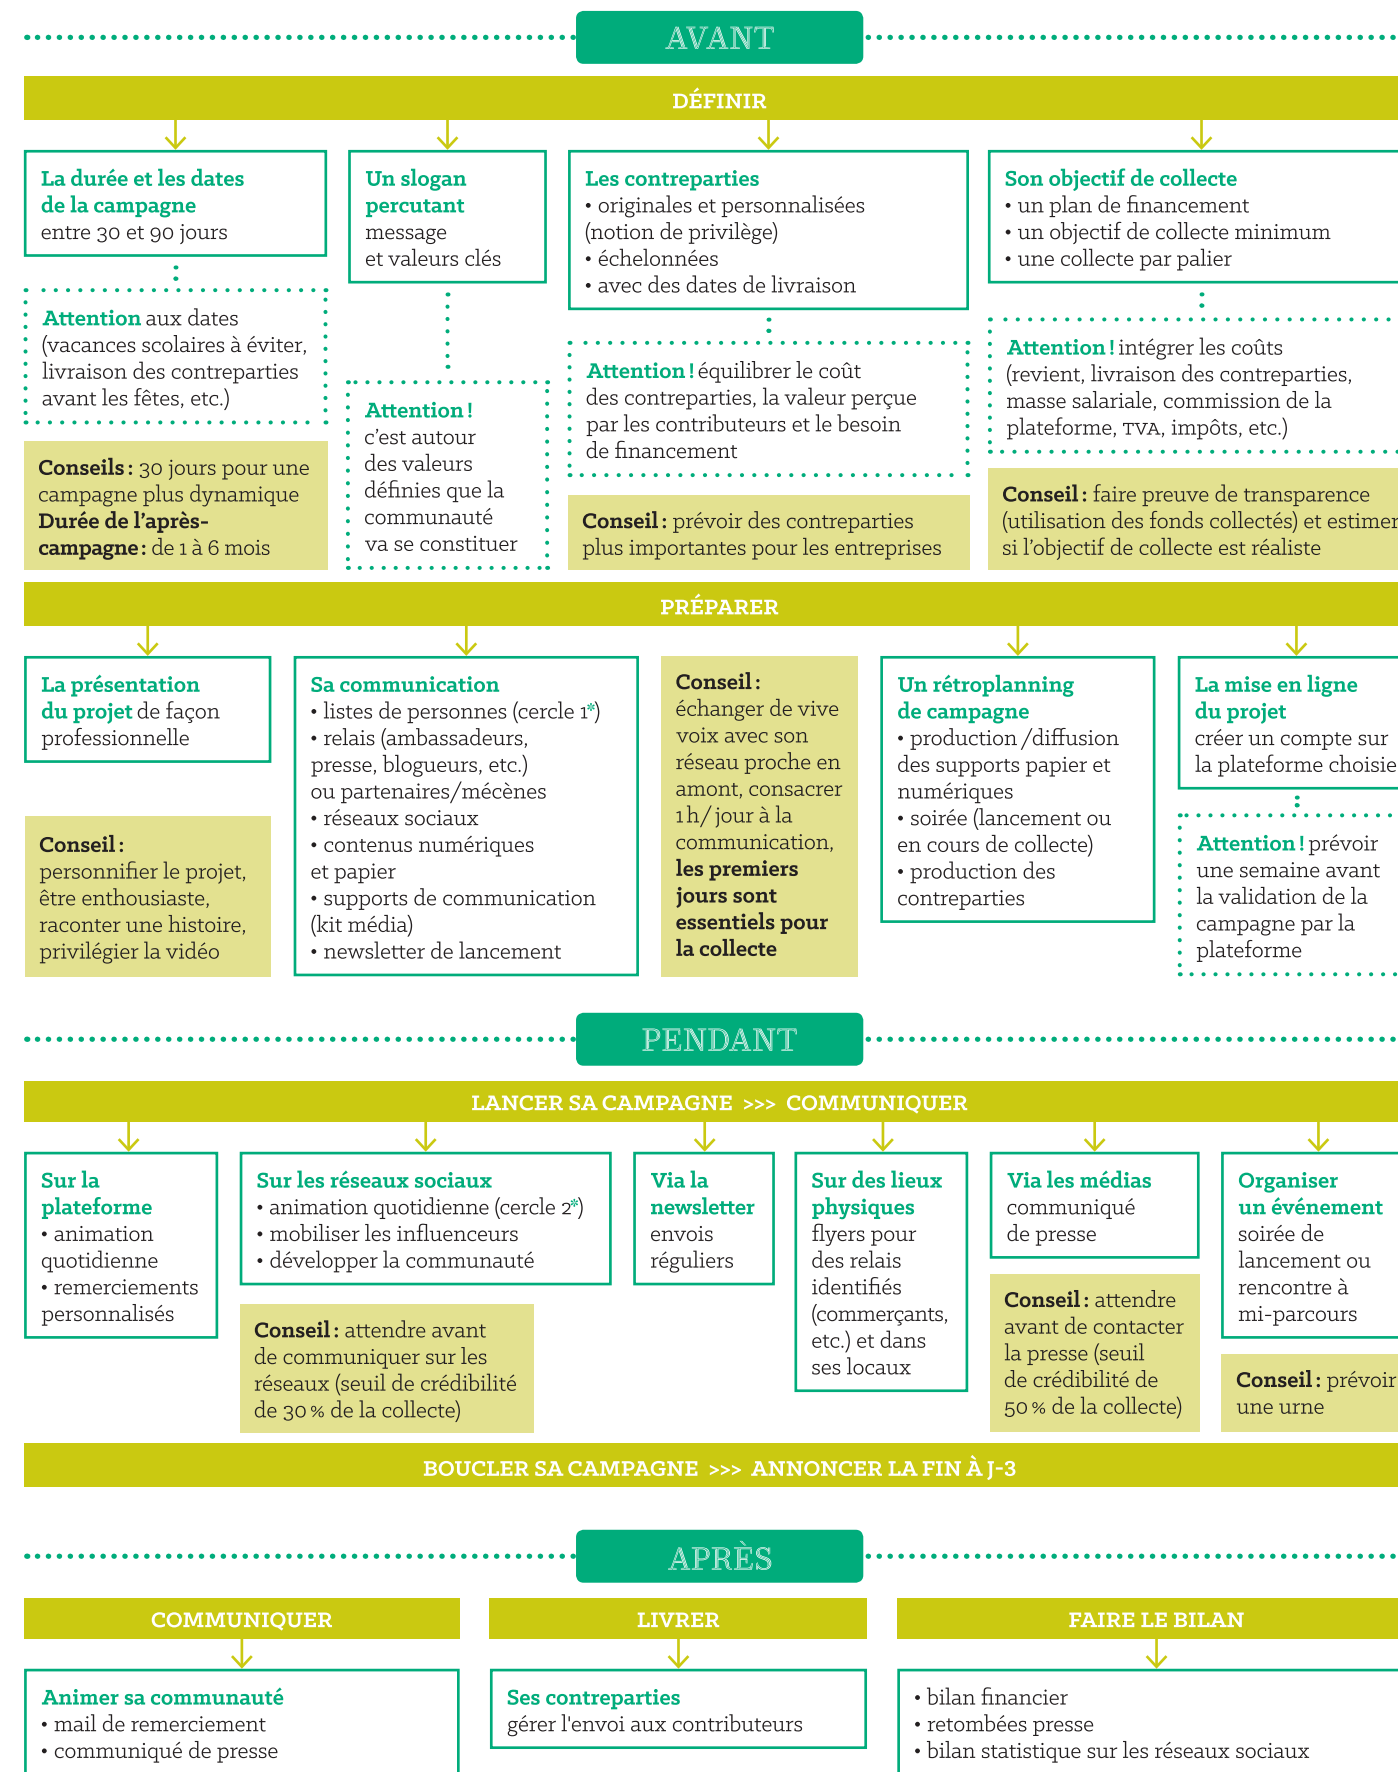 AVANT
DÉFINIR
La durée et les dates
de la campagne
entre 30 et 90 jours
Attention aux dates
(vacances scolaires à éviter,
livraison des contreparties
avant les fêtes, etc.)
Conseils : 30 jours pour une
campagne plus dynamique
Durée de l’après-
campagne : de 1 à 6 mois
Un slogan
percutant
message
et valeurs clés
Attention !
c’est autour
des valeurs
définies que la
communauté
va se constituer
Les contreparties
• originales et personnalisées
(notion de privilège)
• échelonnées
• avec des dates de livraison
Attention ! équilibrer le coût
des contreparties, la valeur perçue
par les contributeurs et le besoin
de financement
Conseil : prévoir des contreparties
plus importantes pour les entreprises
Son objectif de collecte
• un plan de financement
• un objectif de collecte minimum
• une collecte par palier
Attention ! intégrer les coûts
(revient, livraison des contreparties,
masse salariale, commission de la
plateforme, TVA, impôts, etc.)
Conseil : faire preuve de transparence
(utilisation des fonds collectés) et estimer
si l’objectif de collecte est réaliste
PRÉPARER
La présentation
du projet de façon
professionnelle
Conseil :
personnifier le projet,
être enthousiaste,
raconter une histoire,
privilégier la vidéo
Sa communication
• listes de personnes (cercle 1*)
• relais (ambassadeurs,
presse, blogueurs, etc.)
ou partenaires/mécènes
• réseaux sociaux
• contenus numériques
et papier
• supports de communication
(kit média)
• newsletter de lancement
Conseil :
échanger de vive
voix avec son
réseau proche en
amont, consacrer
1 h/ jour à la
communication,
les premiers
jours sont
essentiels pour
la collecte
Un rétroplanning
de campagne
• production /diffusion
des supports papier et
numériques
• soirée (lancement ou
en cours de collecte)
• production des
contreparties
La mise en ligne
du projet
créer un compte sur
la plateforme choisie
Attention ! prévoir
une semaine avant
la validation de la
campagne par la
plateforme
PENDANT
LANCER SA CAMPAGNE >>> COMMUNIQUER
Sur la
plateforme
• animation
quotidienne
• remerciements
personnalisés
Sur les réseaux sociaux
• animation quotidienne (cercle 2*)
• mobiliser les influenceurs
• développer la communauté
Conseil : attendre avant
de communiquer sur les
réseaux (seuil de crédibilité
de 30 % de la collecte)
Via la
newsletter
envois
réguliers
Sur des lieux
physiques
flyers pour
des relais
identifiés
(commerçants,
etc.) et dans
ses locaux
Via les médias
communiqué
de presse
Conseil : attendre
avant de contacter
la presse (seuil
de crédibilité de
50 % de la collecte)
Organiser
un événement
soirée de
lancement ou
rencontre à
mi-parcours
Conseil : prévoir
une urne
BOUCLER SA CAMPAGNE >>> ANNONCER LA FIN À J-3
APRÈS
COMMUNIQUER
Animer sa communauté
• mail de remerciement
• communiqué de presse
LIVRER
Ses contreparties
gérer l'envoi aux contributeurs
FAIRE LE BILAN
• bilan financier
• retombées presse
• bilan statistique sur les réseaux sociaux